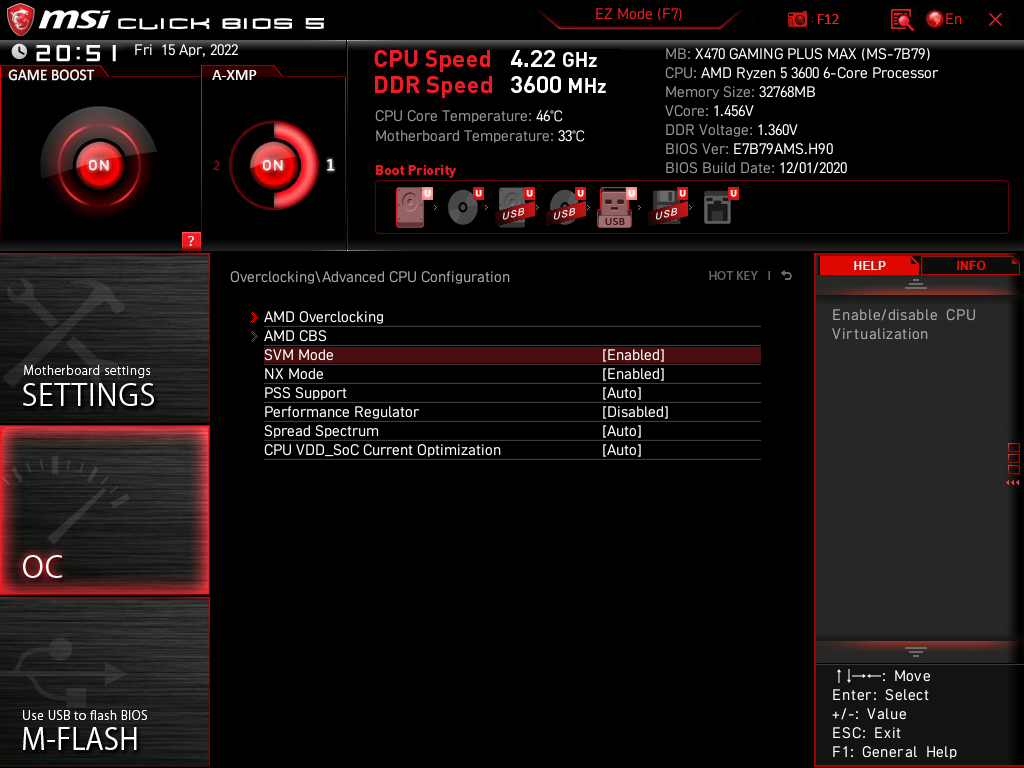 msi CLICK BIOS 5
EZ Mode (F7)
: F12
En
20:51 Fri 15 Apr, 2022
GAME BOOST
ON
?
A-XMP
2
ON
1
CPU Speed 4.22 GHz
DDR Speed 3600 MHz
CPU Core Temperature: 46°C
Motherboard Temperature: 33°C
MB: X470 GAMING PLUS MAX (MS-7B79)
CPU: AMD Ryzen 5 3600 6-Core Processor
Memory Size: 32768MB
VCore: 1.456V
DDR Voltage: 1.360V
BIOS Ver: E7B79AMS.H90
BIOS Build Date: 12/01/2020
Boot Priority
U U U U U U U
USB USB USB USB
Motherboard settings
SETTINGS
OC
Use USB to flash BIOS
M-FLASH
Overclocking\Advanced CPU Configuration
HOT KEY |
AMD Overclocking
AMD CBS
SVM Mode [Enabled]
NX Mode [Enabled]
PSS Support [Auto]
Performance Regulator [Disabled]
Spread Spectrum [Auto]
CPU VDD_SoC Current Optimization [Auto]
HELP
INFO
Enable/disable CPU
Virtualization
↑↓→←: Move
Enter: Select
+/-: Value
ESC: Exit
F1: General Help